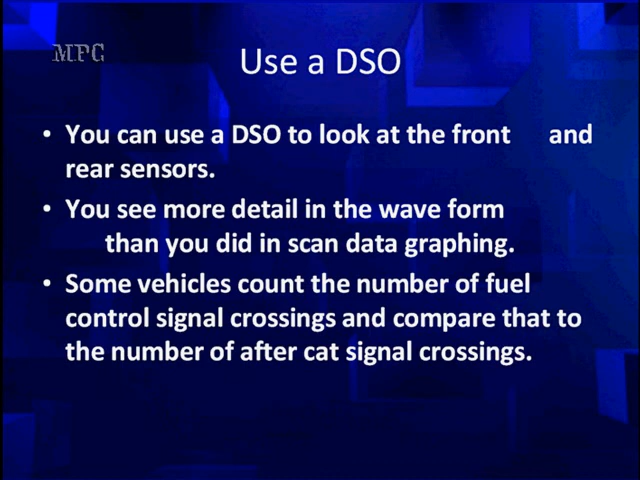 MPC
Use a DSO
• You can use a DSO to look at the front and
rear sensors.
• You see more detail in the wave form
than you did in scan data graphing.
• Some vehicles count the number of fuel
control signal crossings and compare that to
the number of after cat signal crossings.